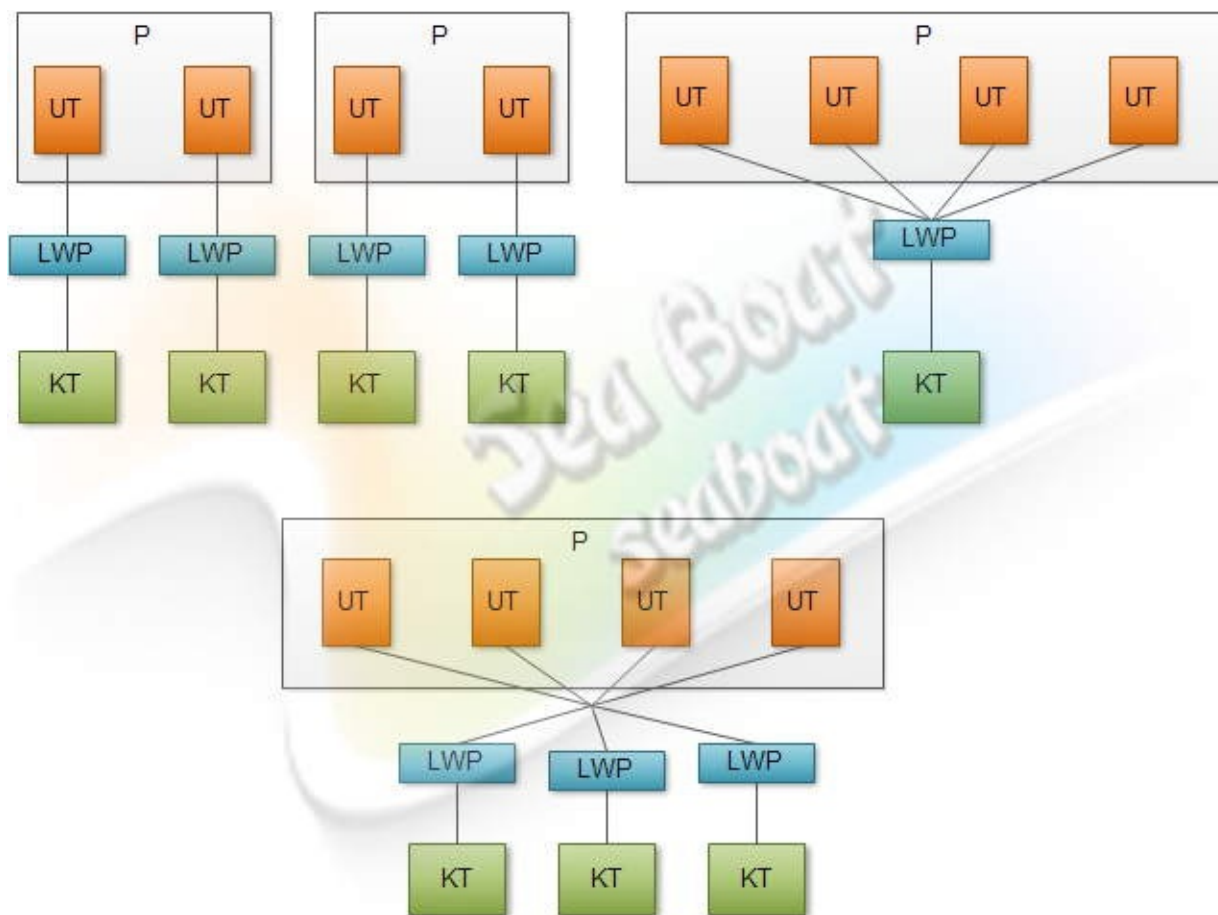 P P P
UT UT UT UT UT UT UT UT
LWP LWP LWP LWP LWP
KT KT KT KT KT
Sea Boat
seaboat
P
UT UT UT UT
LWP LWP LWP
KT KT KT